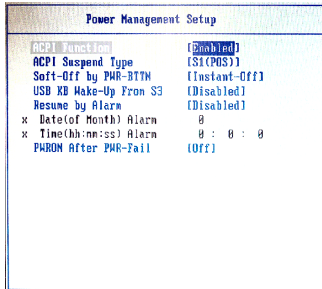 Power Management Setup
ACPI Function [Enabled]
ACPI Suspend Type [S1(POS)]
Soft-Off by PWR-BTTN [Instant-Off]
USB KB Wake-Up From S3 [Disabled]
Resume by Alarm [Disabled]
x Date(of Month) Alarm 0
x Time(hh:mm:ss) Alarm 0 : 0 : 0
PWRON After PWR-Fail [Off]